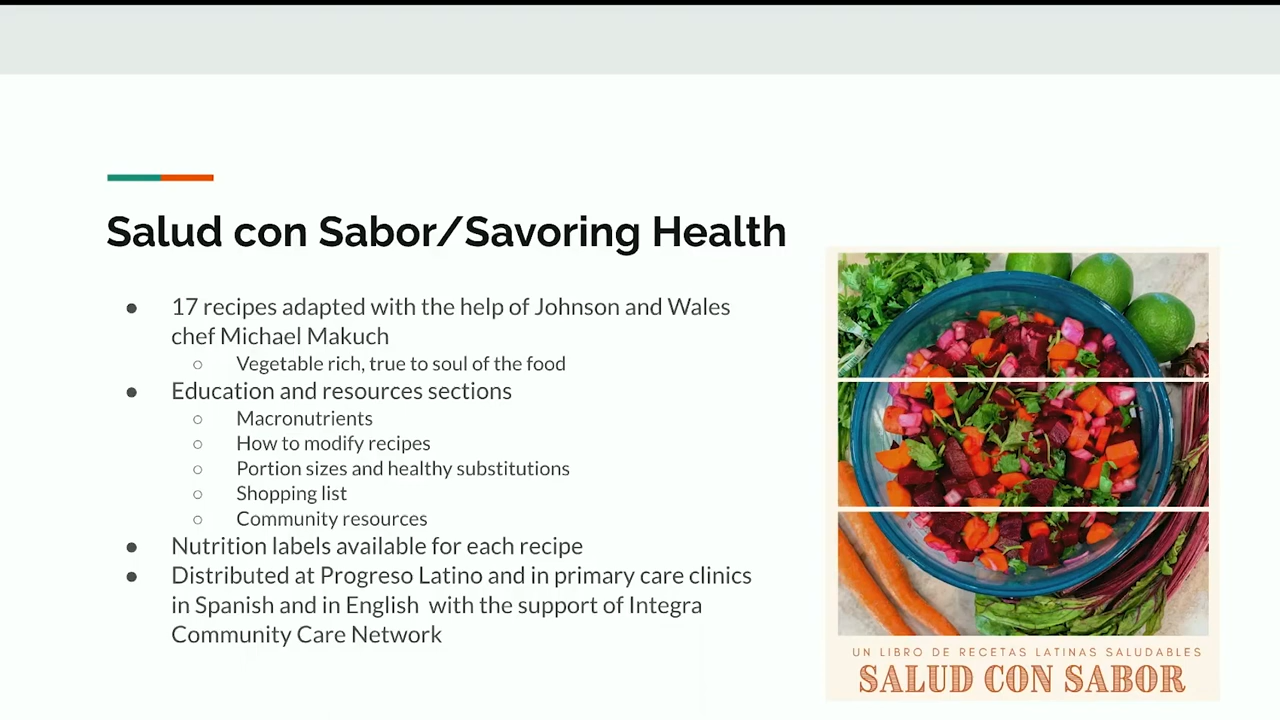 Salud con Sabor/Savoring Health
● 17 recipes adapted with the help of Johnson and Wales
chef Michael Makuch
○ Vegetable rich, true to soul of the food
● Education and resources sections
○ Macronutrients
○ How to modify recipes
○ Portion sizes and healthy substitutions
○ Shopping list
○ Community resources
● Nutrition labels available for each recipe
● Distributed at Progreso Latino and in primary care clinics
in Spanish and in English with the support of Integra
Community Care Network
UN LIBRO DE RECETAS LATINAS SALUDABLES
SALUD CON SABOR